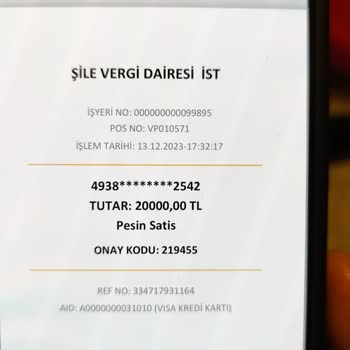 ŞİLE VERGİ DAİRESİ İST
İŞYERİ NO: 000000000099895
POS NO: VP010571
İŞLEM TARİHİ: 13.12.2023-17:32:17
4938********2542
TUTAR: 20000,00 TL
Pesin Satis
ONAY KODU: 219455
REF NO: 334717931164
AID: A0000000031010 (VISA KREDİ KARTI)